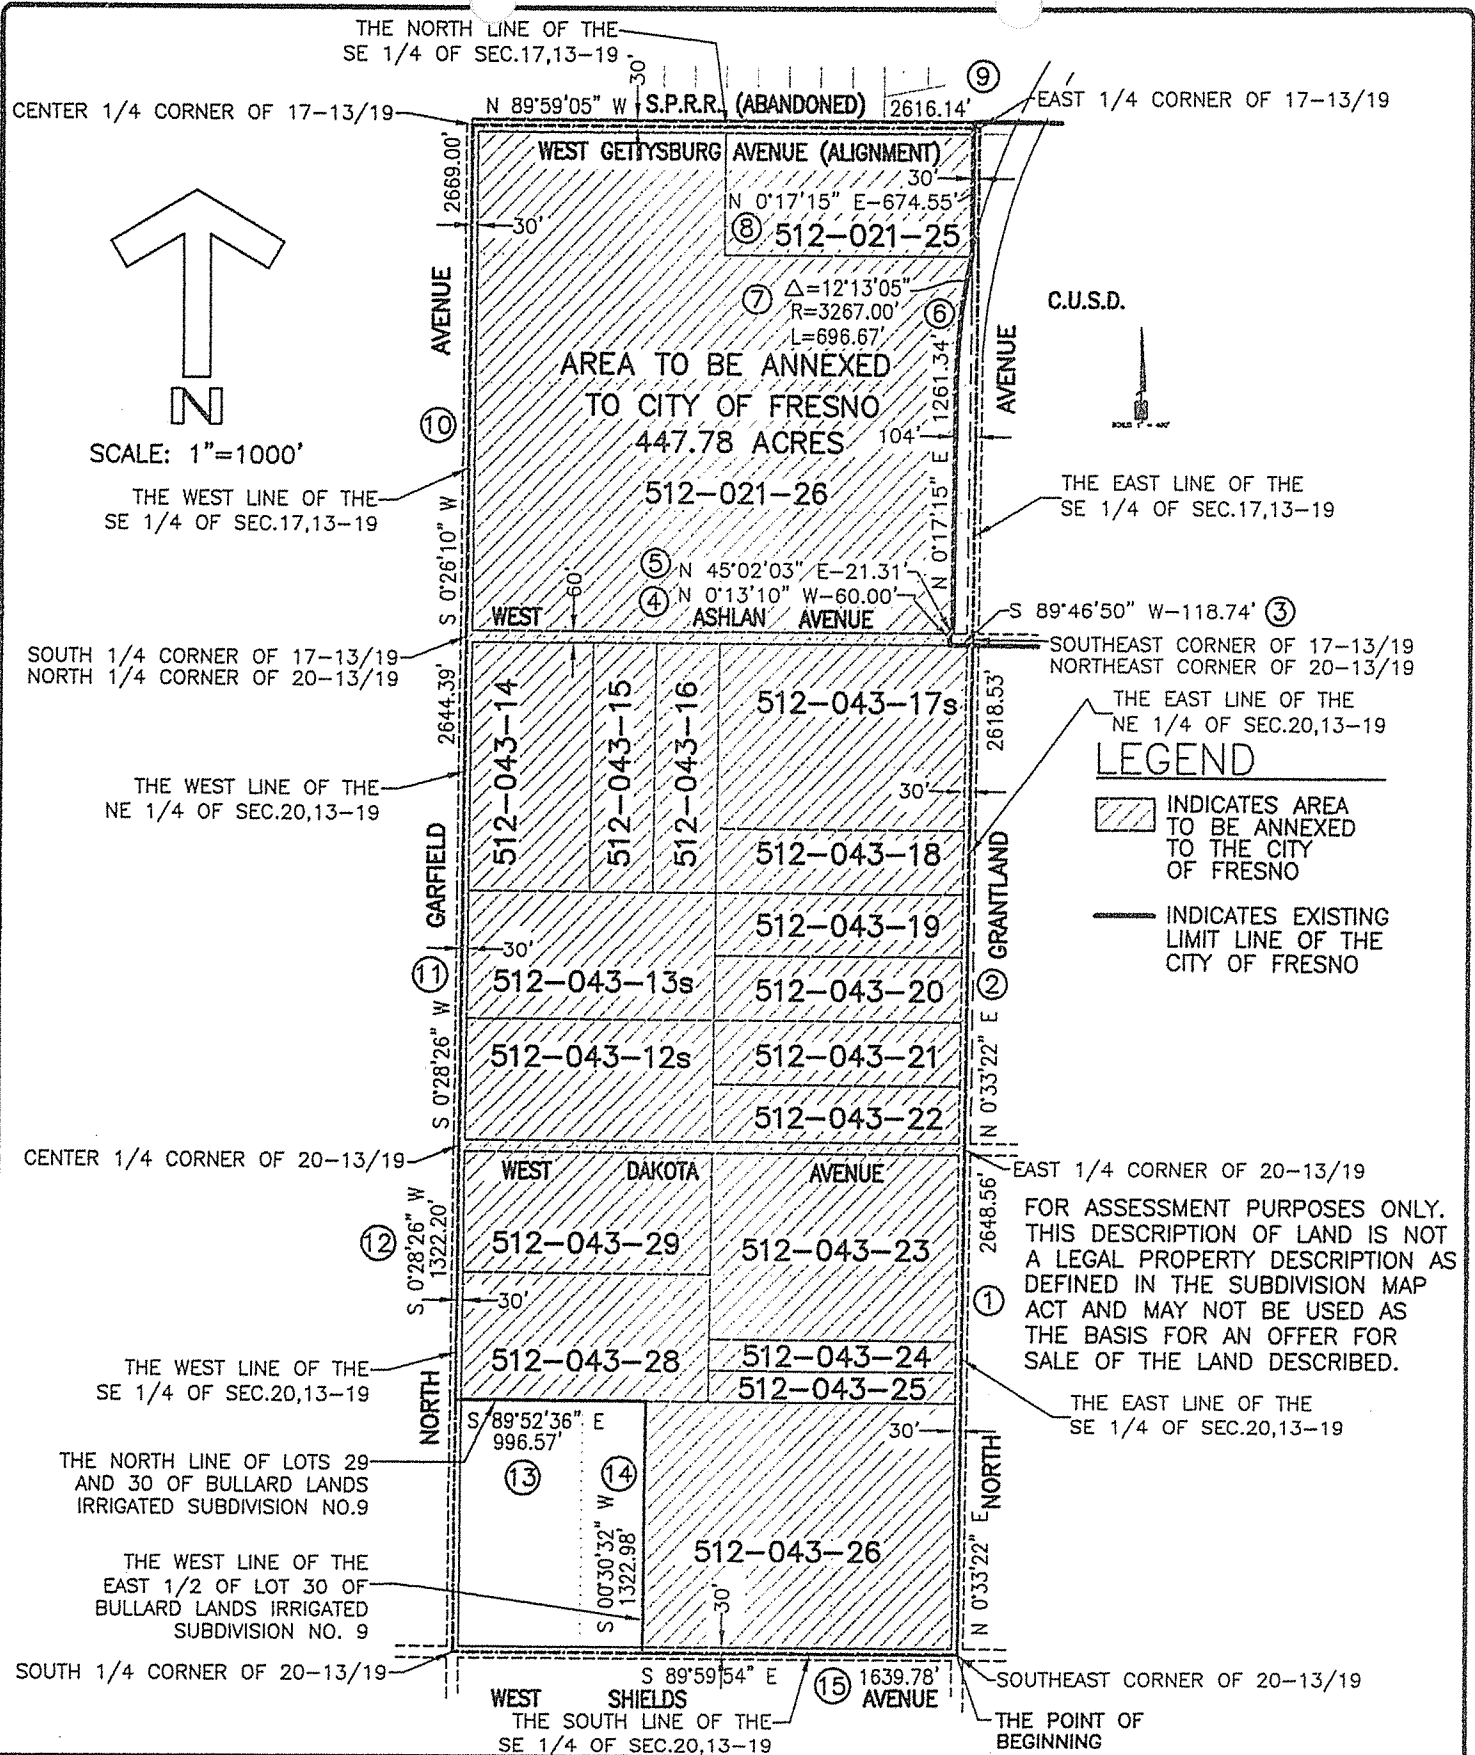 THE NORTH LINE OF THE
SE 1/4 OF SEC.17,13-19
30'
9
CENTER 1/4 CORNER OF 17-13/19
N 89°59'05" W
S.P.R.R. (ABANDONED)
2616.14'
EAST 1/4 CORNER OF 17-13/19
WEST GETTYSBURG AVENUE (ALIGNMENT)
2669.00'
30'
30'
N 0°17'15" E-674.55'
8
512-021-25
AVENUE
7
Δ=12°13'05"
R=3267.00'
L=696.67'
6
C.U.S.D.
AVENUE
N
SCALE: 1"=1000'
10
AREA TO BE ANNEXED
TO CITY OF FRESNO
447.78 ACRES
512-021-26
104'
N 0°17'15" E 1261.34'
THE WEST LINE OF THE
SE 1/4 OF SEC.17,13-19
THE EAST LINE OF THE
SE 1/4 OF SEC.17,13-19
S 0°26'10" W
60'
5
N 45°02'03" E-21.31'
4
N 0°13'10" W-60.00'
WEST ASHLAN AVENUE
S 89°46'50" W-118.74'
3
SOUTH 1/4 CORNER OF 17-13/19
NORTH 1/4 CORNER OF 20-13/19
SOUTHEAST CORNER OF 17-13/19
NORTHEAST CORNER OF 20-13/19
2644.39'
512-043-14
512-043-15
512-043-16
512-043-17s
2618.53'
THE EAST LINE OF THE
NE 1/4 OF SEC.20,13-19
THE WEST LINE OF THE
NE 1/4 OF SEC.20,13-19
30'
LEGEND
INDICATES AREA
TO BE ANNEXED
TO THE CITY
OF FRESNO
INDICATES EXISTING
LIMIT LINE OF THE
CITY OF FRESNO
512-043-18
GARFIELD
GRANTLAND
512-043-19
30'
11
512-043-13s
512-043-20
2
S 0°28'26" W
512-043-12s
512-043-21
N 0°33'22" E
512-043-22
CENTER 1/4 CORNER OF 20-13/19
EAST 1/4 CORNER OF 20-13/19
WEST DAKOTA AVENUE
12
S 0°28'26" W
1322.20'
512-043-29
512-043-23
2648.56'
1
FOR ASSESSMENT PURPOSES ONLY.
THIS DESCRIPTION OF LAND IS NOT
A LEGAL PROPERTY DESCRIPTION AS
DEFINED IN THE SUBDIVISION MAP
ACT AND MAY NOT BE USED AS
THE BASIS FOR AN OFFER FOR
SALE OF THE LAND DESCRIBED.
30'
512-043-28
512-043-24
512-043-25
THE WEST LINE OF THE
SE 1/4 OF SEC.20,13-19
THE EAST LINE OF THE
SE 1/4 OF SEC.20,13-19
NORTH
S 89°52'36" E
996.57'
30'
NORTH
THE NORTH LINE OF LOTS 29
AND 30 OF BULLARD LANDS
IRRIGATED SUBDIVISION NO.9
13
14
S 00°30'32" W
1322.98'
512-043-26
N 0°33'22" E
THE WEST LINE OF THE
EAST 1/2 OF LOT 30 OF
BULLARD LANDS IRRIGATED
SUBDIVISION NO. 9
30'
SOUTH 1/4 CORNER OF 20-13/19
S 89°59'54" E
15
1639.78'
SOUTHEAST CORNER OF 20-13/19
WEST SHIELDS AVENUE
THE SOUTH LINE OF THE
SE 1/4 OF SEC.20,13-19
THE POINT OF
BEGINNING